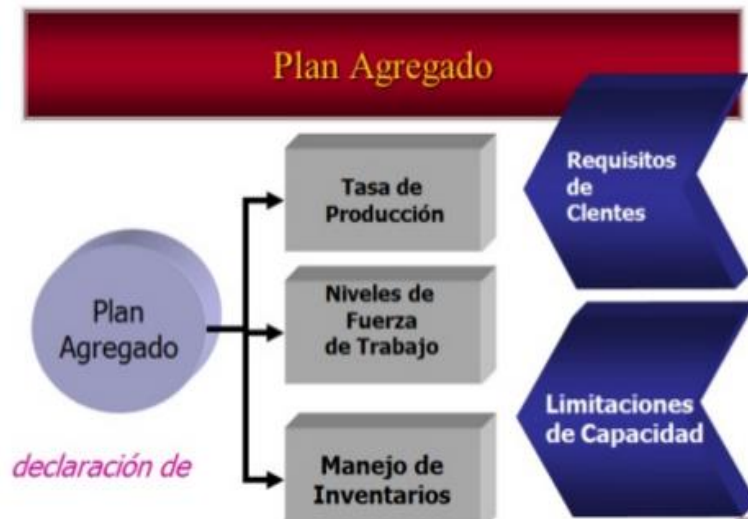 Plan Agregado
Plan
Agregado
declaración de
Tasa de
Producción
Niveles de
Fuerza
de Trabajo
Manejo de
Inventarios
Requisitos
de
Clentes
Limitaciones
de Capacidad